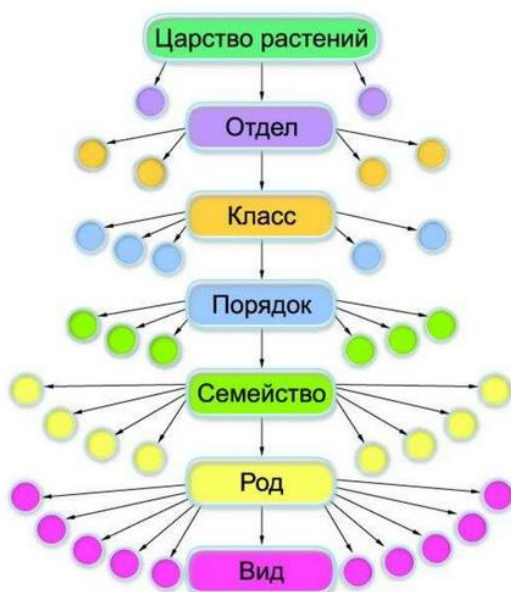 Царство растений
Отдел
Класс
Порядок
Семейство
Род
Вид